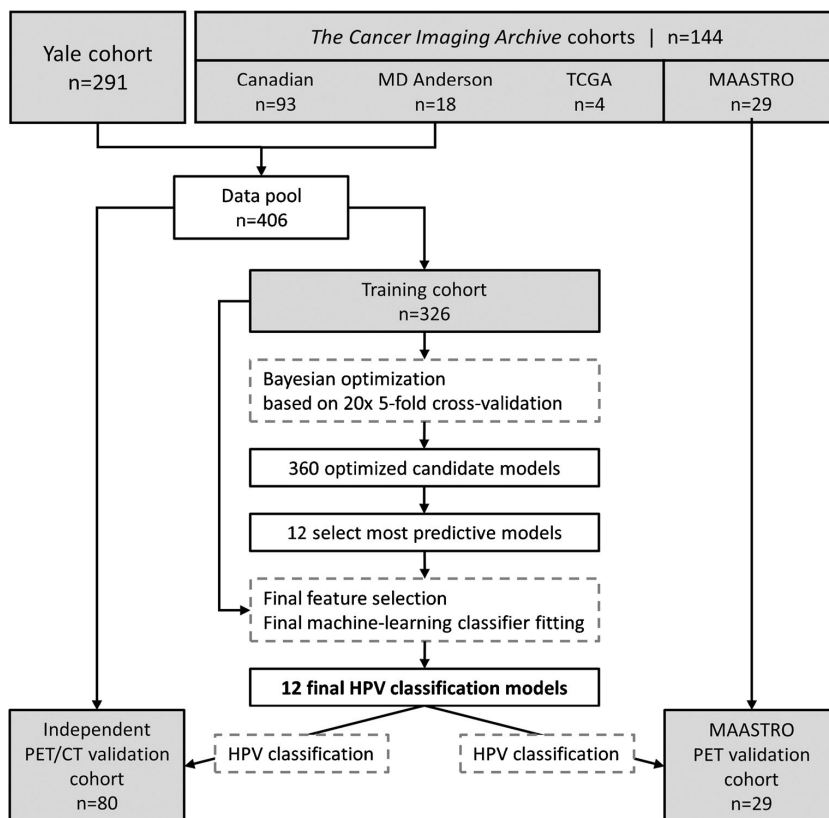 Yale cohort
n=291
The Cancer Imaging Archive cohorts | n=144
Canadian
n=93
MD Anderson
n=18
TCGA
n=4
MAASTRO
n=29
Data pool
n=406
Training cohort
n=326
Bayesian optimization
based on 20x 5-fold cross-validation
360 optimized candidate models
12 select most predictive models
Final feature selection
Final machine-learning classifier fitting
12 final HPV classification models
Independent
PET/CT validation
cohort
n=80
HPV classification
HPV classification
MAASTRO
PET validation
cohort
n=29